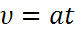 υ = at